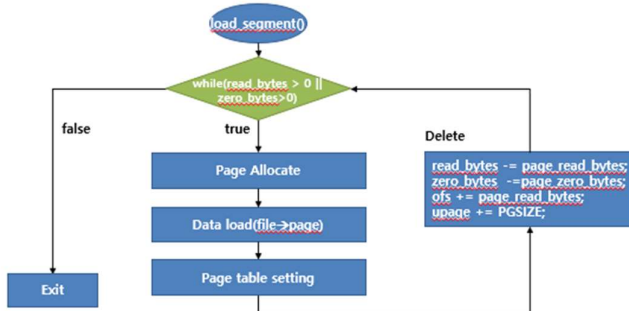 load_segment()
while(read_bytes > 0 ||
zero_bytes>0)
false
true
Delete
Page Allocate
read_bytes -= page_read_bytes;
zero_bytes -=page_zero_bytes;
ofs += page_read_bytes;
upage += PGSIZE;
Data load(file→page)
Page table setting
Exit